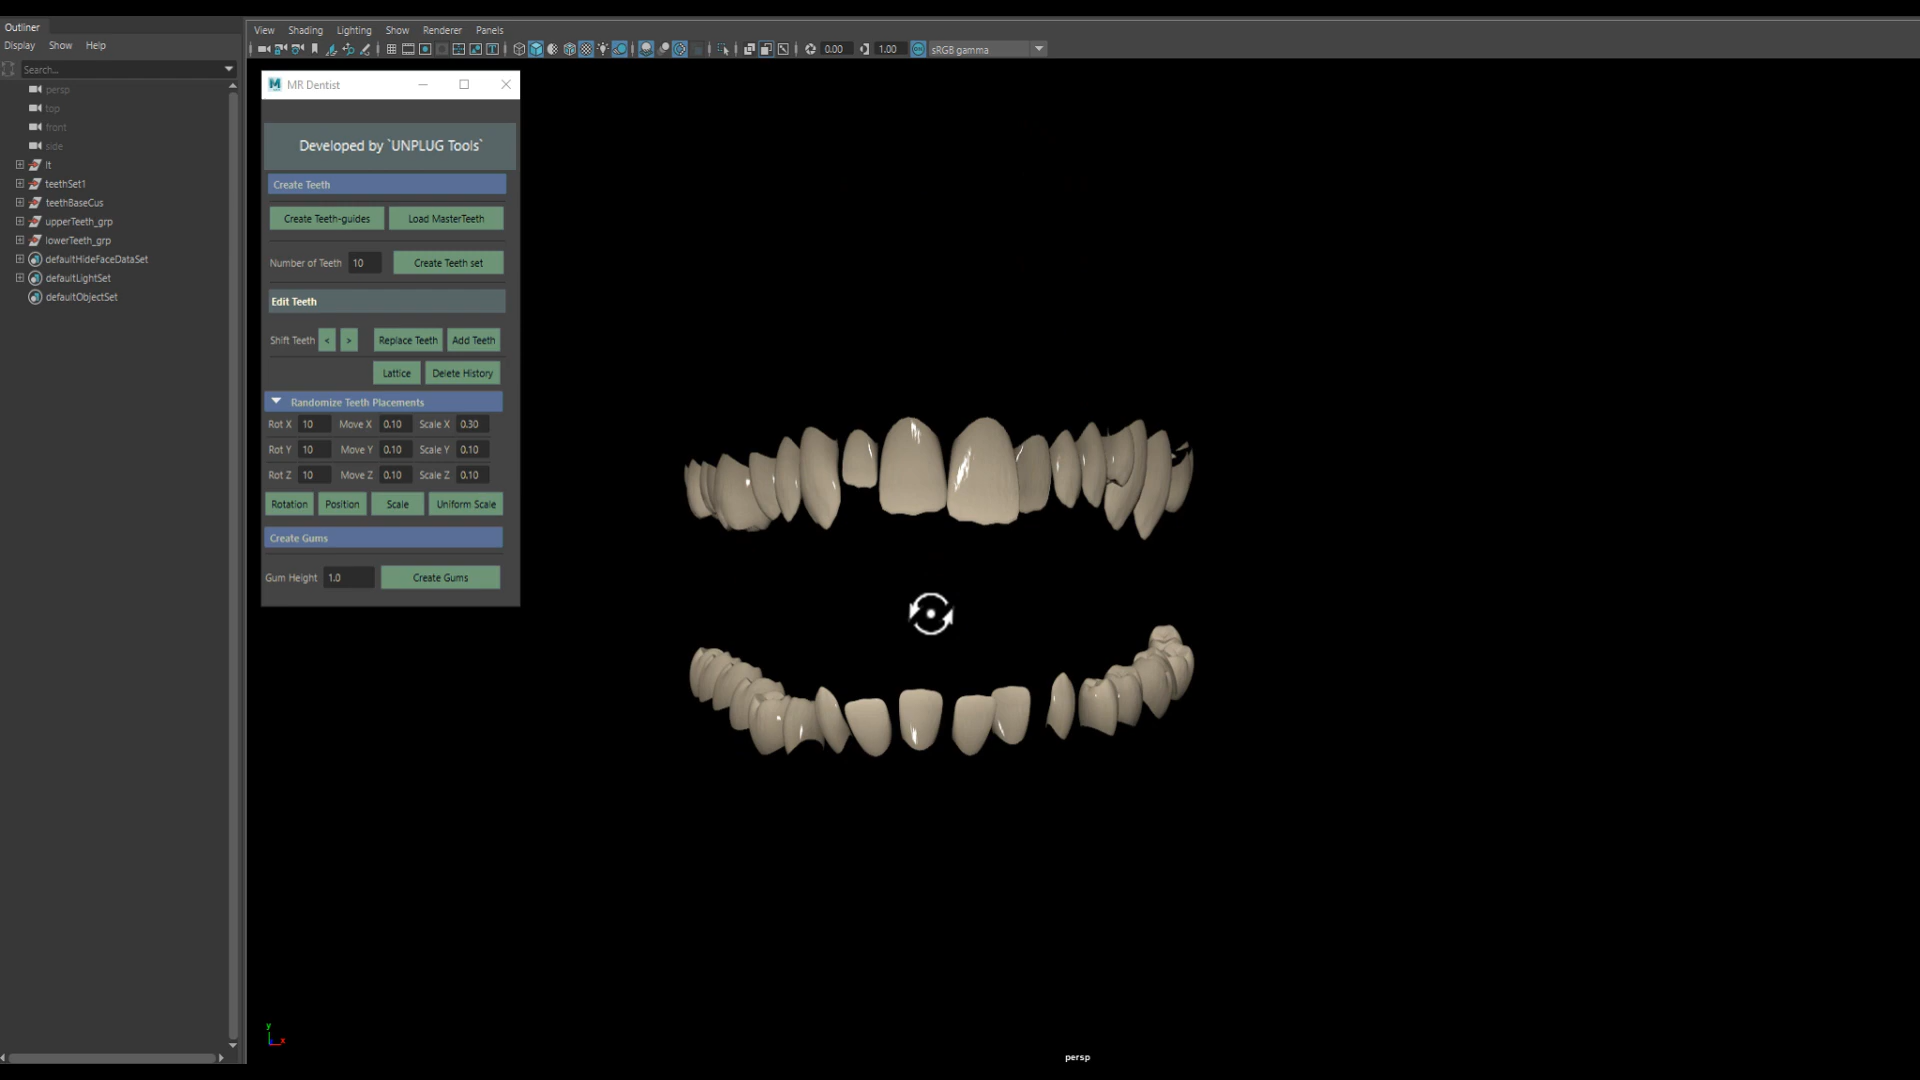 Outliner
Display Show Help
Search...
persp
top
front
side
lt
teethSet1
teethBaseCus
upperTeeth_grp
lowerTeeth_grp
defaultHideFaceDataSet
defaultLightSet
defaultObjectSet
View Shading Lighting Show Renderer Panels
0.00 1.00 ON sRGB gamma
M MR Dentist
Developed by `UNPLUG Tools`
Create Teeth
Create Teeth-guides Load MasterTeeth
Number of Teeth 10 Create Teeth set
Edit Teeth
Shift Teeth < > Replace Teeth Add Teeth
Lattice Delete History
Randomize Teeth Placements
Rot X 10 Move X 0.10 Scale X 0.30
Rot Y 10 Move Y 0.10 Scale Y 0.10
Rot Z 10 Move Z 0.10 Scale Z 0.10
Rotation Position Scale Uniform Scale
Create Gums
Gum Height 1.0 Create Gums
y
x
persp